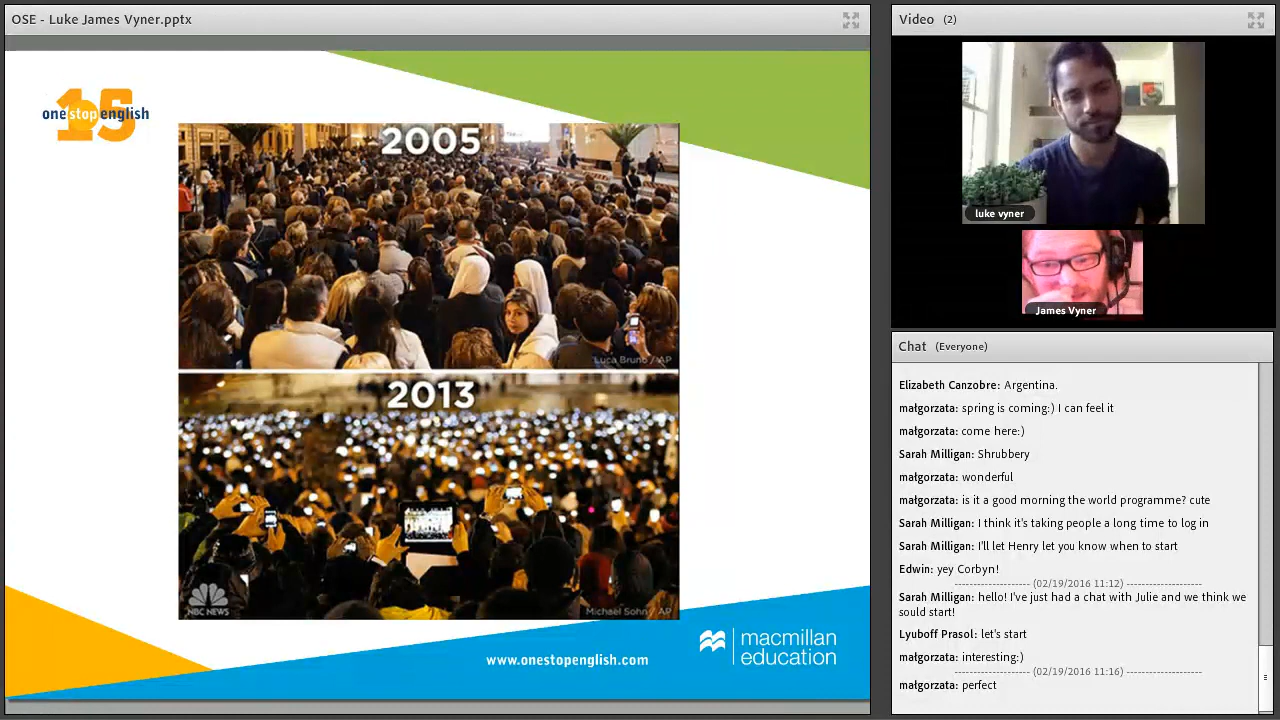 OSE - Luke James Vyner.pptx
15
one stop english
2005
Luca Bruno / AP
2013
NBC NEWS
Michael Sohn / AP
www.onestopenglish.com
macmillan
education
Video (2)
luke vyner
James Vyner
Chat (Everyone)
Elizabeth Canzobre: Argentina.
małgorzata: spring is coming:) I can feel it
małgorzata: come here:)
Sarah Milligan: Shrubbery
małgorzata: wonderful
małgorzata: is it a good morning the world programme? cute
Sarah Milligan: I think it's taking people a long time to log in
Sarah Milligan: I'll let Henry let you know when to start
Edwin: yey Corbyn!
-------------------- (02/19/2016 11:12) --------------------
Sarah Milligan: hello! I've just had a chat with Julie and we think we
sould start!
Lyuboff Prasol: let's start
małgorzata: interesting:)
-------------------- (02/19/2016 11:16) --------------------
małgorzata: perfect